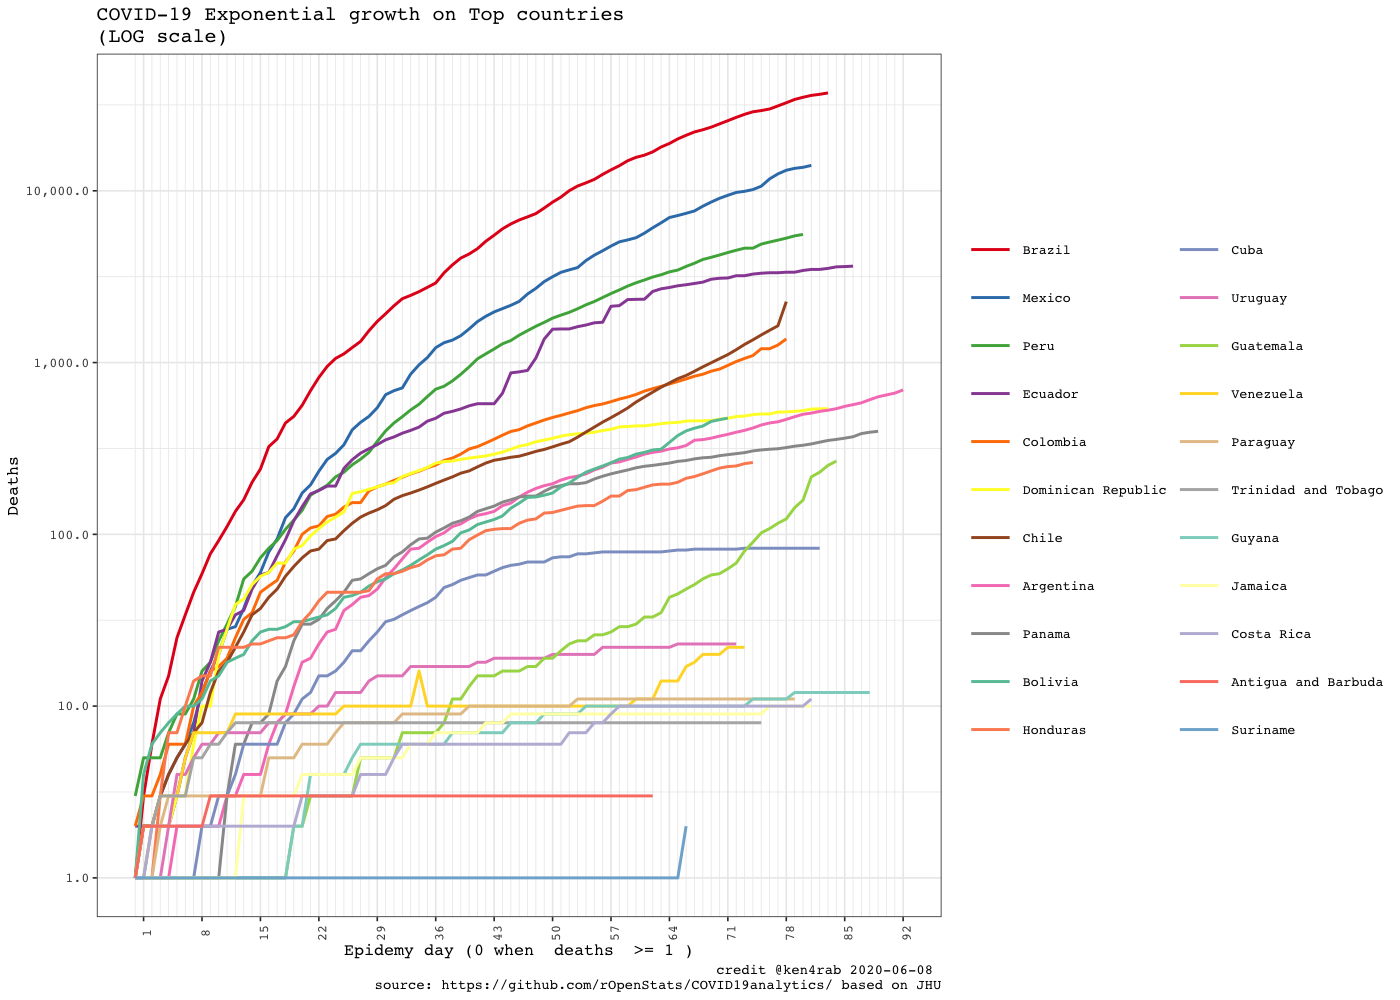 COVID-19 Exponential growth on Top countries
(LOG scale)
Deaths
10,000.0
1,000.0
100.0
10.0
1.0
1 8 15 22 29 36 43 50 57 64 71 78 85 92
Epidemy day (0 when deaths >= 1 )
Brazil
Mexico
Peru
Ecuador
Colombia
Dominican Republic
Chile
Argentina
Panama
Bolivia
Honduras
Cuba
Uruguay
Guatemala
Venezuela
Paraguay
Trinidad and Tobago
Guyana
Jamaica
Costa Rica
Antigua and Barbuda
Suriname
credit @ken4rab 2020-06-08
source: https://github.com/rOpenStats/COVID19analytics/ based on JHU